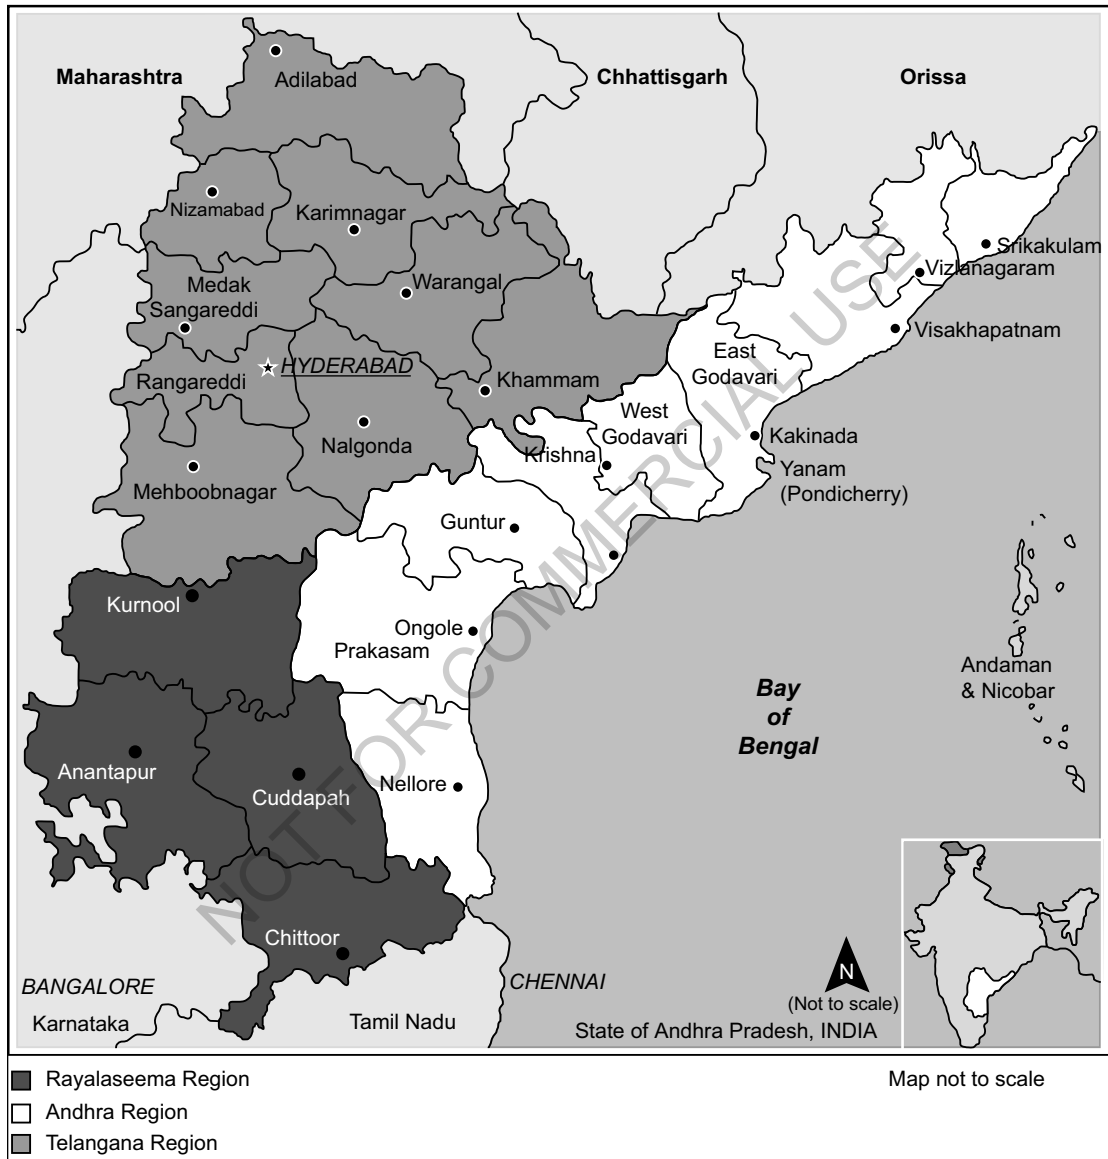 Maharashtra
Chhattisgarh
Orissa
Adilabad
Nizamabad
Karimnagar
Srikakulam
Vizlanagaram
Medak
Sangareddi
Warangal
Visakhapatnam
East
Godavari
HYDERABAD
Rangareddi
Khammam
West
Godavari
Nalgonda
Kakinada
Krishna
Mehboobnagar
Yanam
(Pondicherry)
Guntur
Kurnool
Ongole
Prakasam
Andaman
& Nicobar
Bay
of
Bengal
Anantapur
Nellore
Cuddapah
Chittoor
BANGALORE
CHENNAI
Karnataka
Tamil Nadu
N
(Not to scale)
State of Andhra Pradesh, INDIA
NOT FOR COMMERCIAL USE
Rayalaseema Region
Map not to scale
Andhra Region
Telangana Region